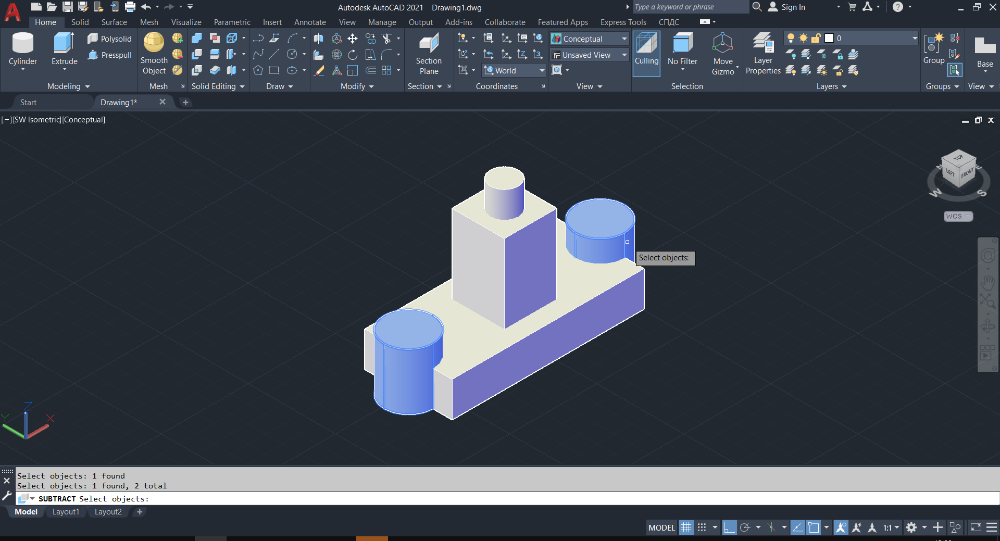 Autodesk AutoCAD 2021 Drawing1.dwg
Type a keyword or phrase
Sign In
Home Solid Surface Mesh Visualize Parametric Insert Annotate View Manage Output Add-ins Collaborate Featured Apps Express Tools СПДС
Cylinder
Extrude
Polysolid
Presspull
Modeling
Smooth
Object
Mesh
Solid Editing
Draw
Modify
Section
Plane
Section
World
Coordinates
Conceptual
Unsaved View
View
Culling
No Filter
Move
Gizmo
Selection
Layer
Properties
0
Layers
Group
Groups
Base
View
Start
Drawing1*
[−][SW Isometric][Conceptual]
TOP
LEFT
FRONT
W
S
WCS
Select objects:
Z
Y
X
Select objects: 1 found
Select objects: 1 found, 2 total
SUBTRACT Select objects:
Model Layout1 Layout2
MODEL
1:1